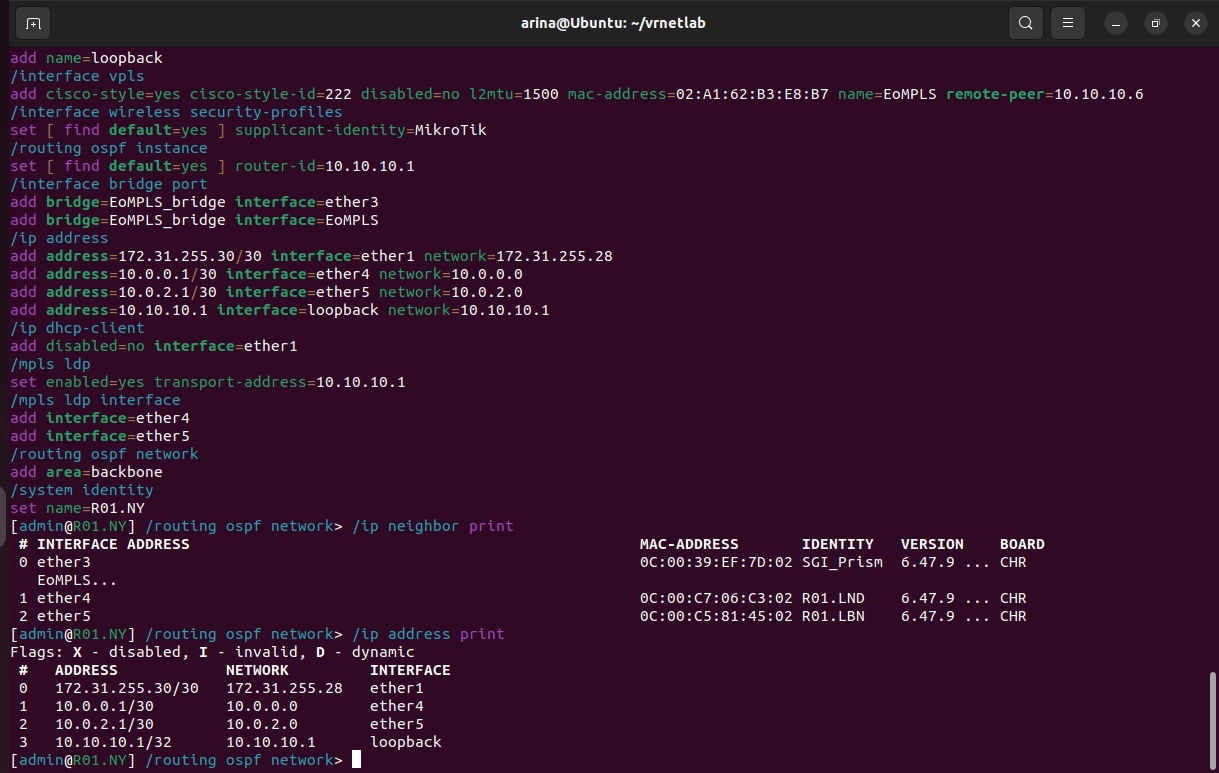 arina@Ubuntu: ~/vrnetlab
add name=loopback
/interface vpls
add cisco-style=yes cisco-style-id=222 disabled=no l2mtu=1500 mac-address=02:A1:62:B3:E8:B7 name=EoMPLS remote-peer=10.10.10.6
/interface wireless security-profiles
set [ find default=yes ] supplicant-identity=MikroTik
/routing ospf instance
set [ find default=yes ] router-id=10.10.10.1
/interface bridge port
add bridge=EoMPLS_bridge interface=ether3
add bridge=EoMPLS_bridge interface=EoMPLS
/ip address
add address=172.31.255.30/30 interface=ether1 network=172.31.255.28
add address=10.0.0.1/30 interface=ether4 network=10.0.0.0
add address=10.0.2.1/30 interface=ether5 network=10.0.2.0
add address=10.10.10.1 interface=loopback network=10.10.10.1
/ip dhcp-client
add disabled=no interface=ether1
/mpls ldp
set enabled=yes transport-address=10.10.10.1
/mpls ldp interface
add interface=ether4
add interface=ether5
/routing ospf network
add area=backbone
/system identity
set name=R01.NY
[admin@R01.NY] /routing ospf network> /ip neighbor print
# INTERFACE ADDRESS MAC-ADDRESS IDENTITY VERSION BOARD
0 ether3 0C:00:39:EF:7D:02 SGI_Prism 6.47.9 ... CHR
EoMPLS...
1 ether4 0C:00:C7:06:C3:02 R01.LND 6.47.9 ... CHR
2 ether5 0C:00:C5:81:45:02 R01.LBN 6.47.9 ... CHR
[admin@R01.NY] /routing ospf network> /ip address print
Flags: X - disabled, I - invalid, D - dynamic
# ADDRESS NETWORK INTERFACE
0 172.31.255.30/30 172.31.255.28 ether1
1 10.0.0.1/30 10.0.0.0 ether4
2 10.0.2.1/30 10.0.2.0 ether5
3 10.10.10.1/32 10.10.10.1 loopback
[admin@R01.NY] /routing ospf network>